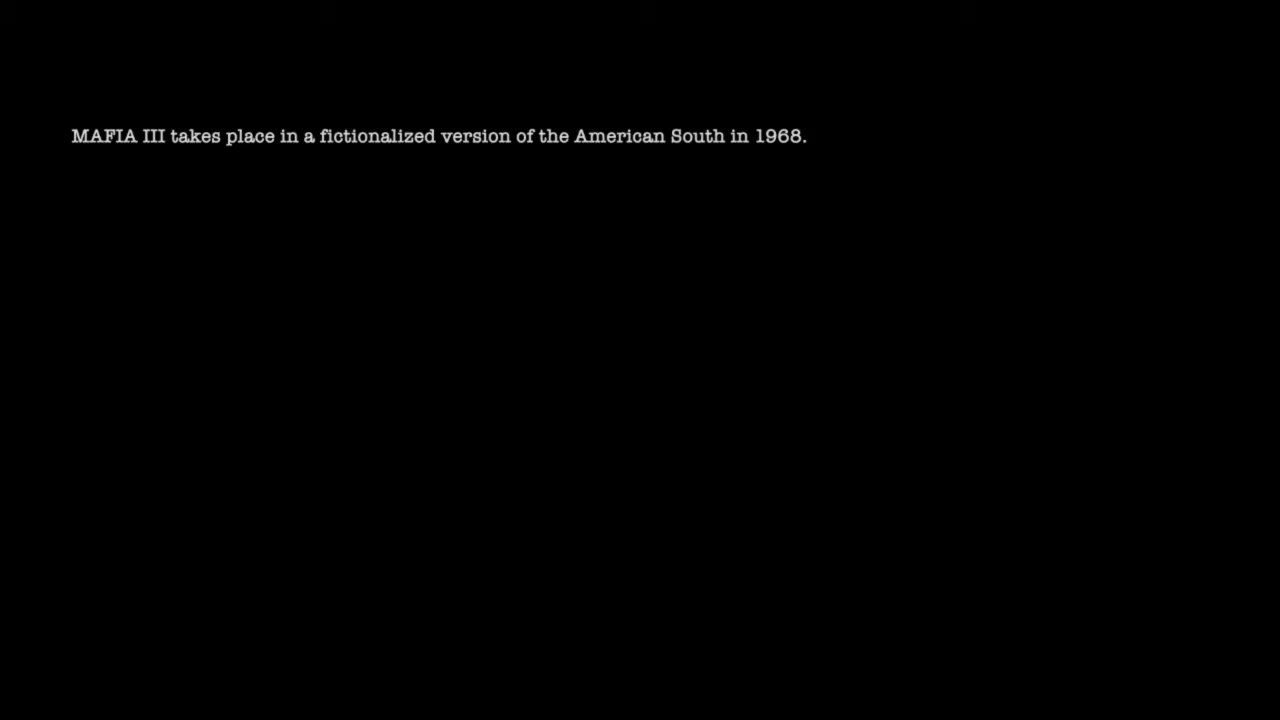 MAFIA III takes place in a fictionalized version of the American South in 1968.